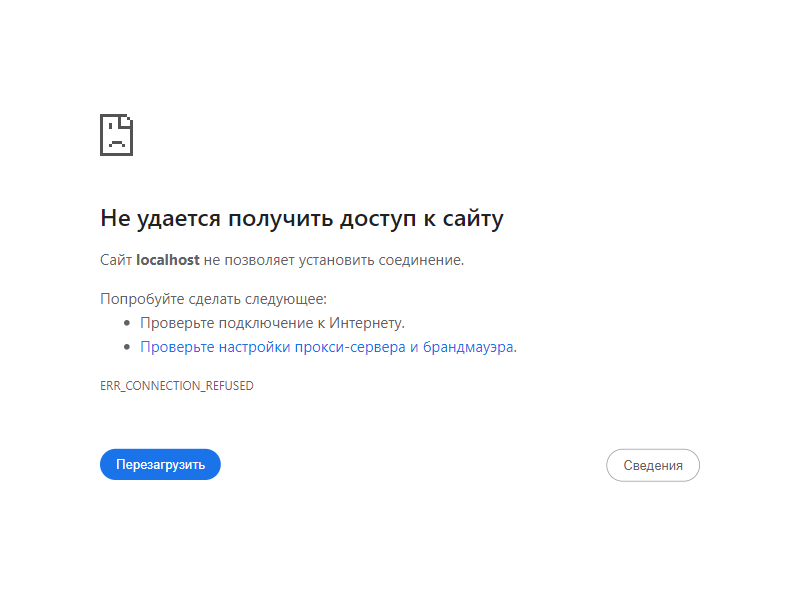 Не удается получить доступ к сайту
Сайт localhost не позволяет установить соединение.
Попробуйте сделать следующее:
Проверьте подключение к Интернету.
Проверьте настройки прокси-сервера и брандмауэра.
ERR_CONNECTION_REFUSED
Перезагрузить
Сведения